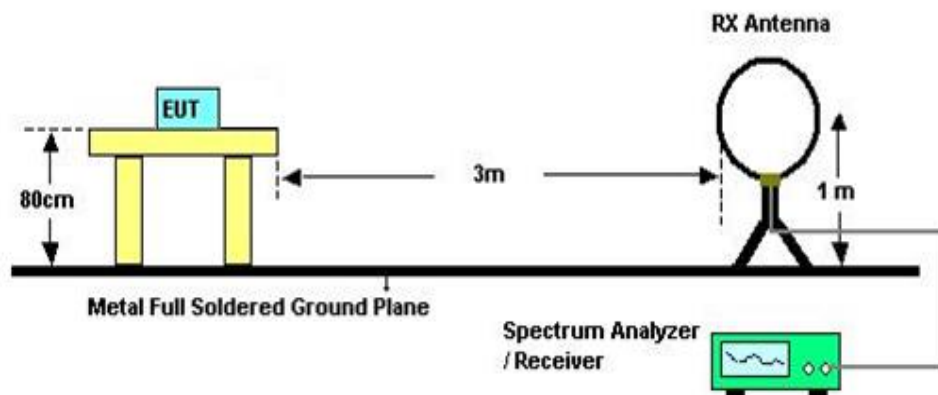 RX Antenna
EUT
80cm
3m
1 m
Metal Full Soldered Ground Plane
Spectrum Analyzer
/ Receiver